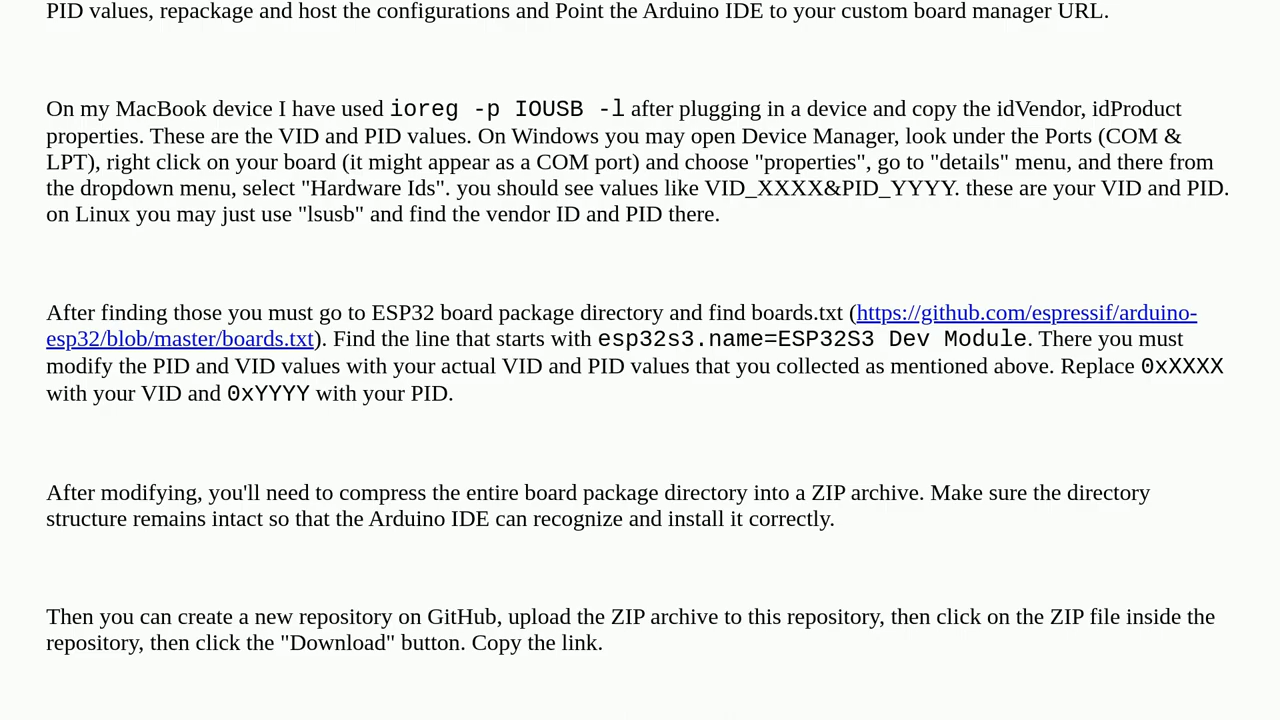 PID values, repackage and host the configurations and Point the Arduino IDE to your custom board manager URL.
On my MacBook device I have used ioreg -p IOUSB -l after plugging in a device and copy the idVendor, idProduct
properties. These are the VID and PID values. On Windows you may open Device Manager, look under the Ports (COM &
LPT), right click on your board (it might appear as a COM port) and choose "properties", go to "details" menu, and there from
the dropdown menu, select "Hardware Ids". you should see values like VID_XXXX&PID_YYYY. these are your VID and PID.
on Linux you may just use "lsusb" and find the vendor ID and PID there.
After finding those you must go to ESP32 board package directory and find boards.txt (https://github.com/espressif/arduino-
esp32/blob/master/boards.txt). Find the line that starts with esp32s3.name=ESP32S3 Dev Module. There you must
modify the PID and VID values with your actual VID and PID values that you collected as mentioned above. Replace 0xXXXX
with your VID and 0xYYYY with your PID.
After modifying, you'll need to compress the entire board package directory into a ZIP archive. Make sure the directory
structure remains intact so that the Arduino IDE can recognize and install it correctly.
Then you can create a new repository on GitHub, upload the ZIP archive to this repository, then click on the ZIP file inside the
repository, then click the "Download" button. Copy the link.